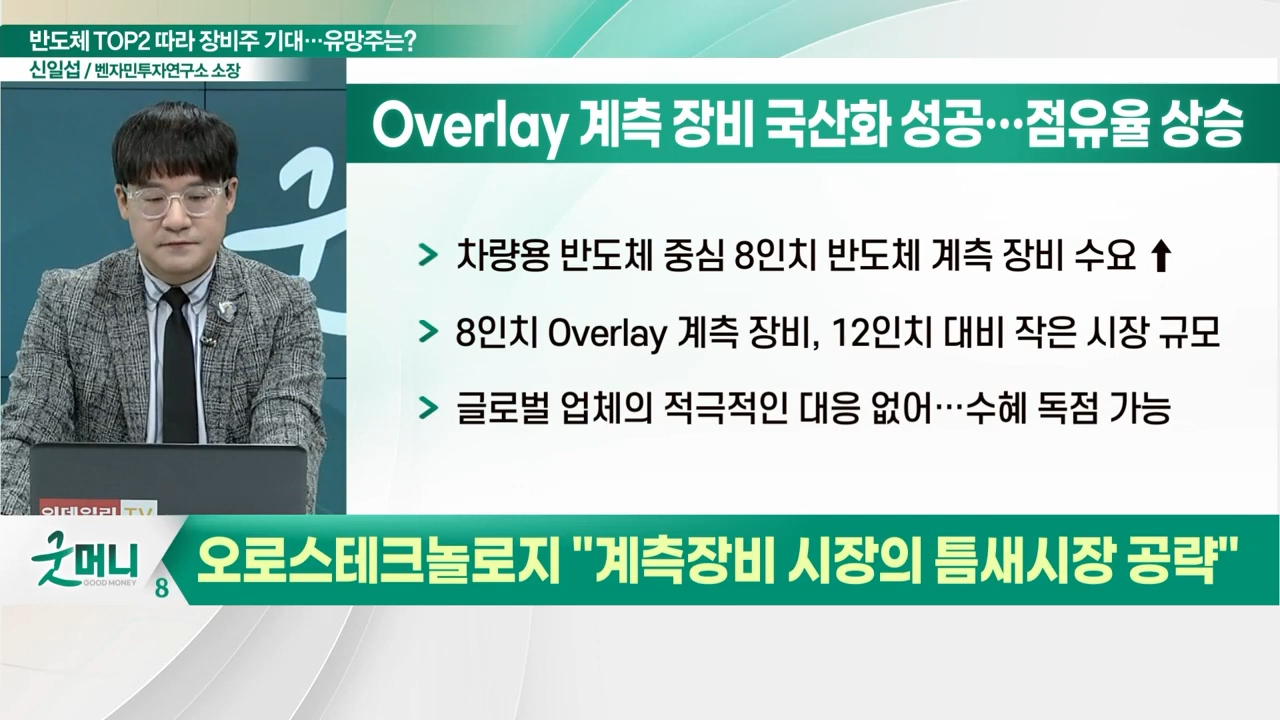 반도체 TOP2 따라 장비주 기대…유망주는?
신일섭 / 벤자민투자연구소 소장
Overlay 계측 장비 국산화 성공…점유율 상승
> 차량용 반도체 중심 8인치 반도체 계측 장비 수요 ↑
> 8인치 Overlay 계측 장비, 12인치 대비 작은 시장 규모
> 글로벌 업체의 적극적인 대응 없어…수혜 독점 가능
이데일리 TV
굿머니
GOOD MONEY
8
오로스테크놀로지 "계측장비 시장의 틈새시장 공략"